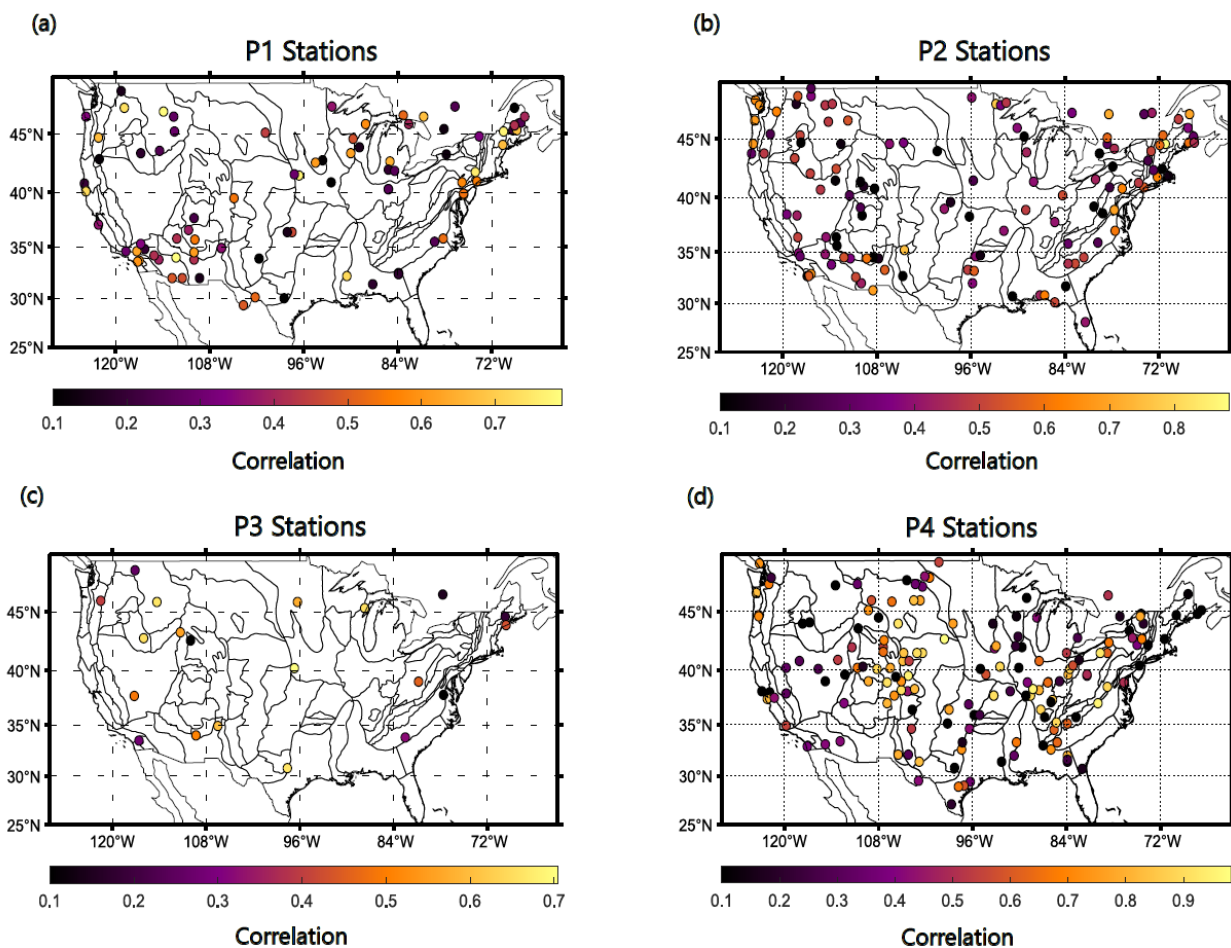 (a)
P1 Stations
45°N
40°N
35°N
30°N
25°N
120°W 108°W 96°W 84°W 72°W
0.1 0.2 0.3 0.4 0.5 0.6 0.7
Correlation
(b)
P2 Stations
45°N
40°N
35°N
30°N
25°N
120°W 108°W 96°W 84°W 72°W
0.1 0.2 0.3 0.4 0.5 0.6 0.7 0.8
Correlation
(c)
P3 Stations
45°N
40°N
35°N
30°N
25°N
120°W 108°W 96°W 84°W 72°W
0.1 0.2 0.3 0.4 0.5 0.6 0.7
Correlation
(d)
P4 Stations
45°N
40°N
35°N
30°N
25°N
120°W 108°W 96°W 84°W 72°W
0.1 0.2 0.3 0.4 0.5 0.6 0.7 0.8 0.9
Correlation